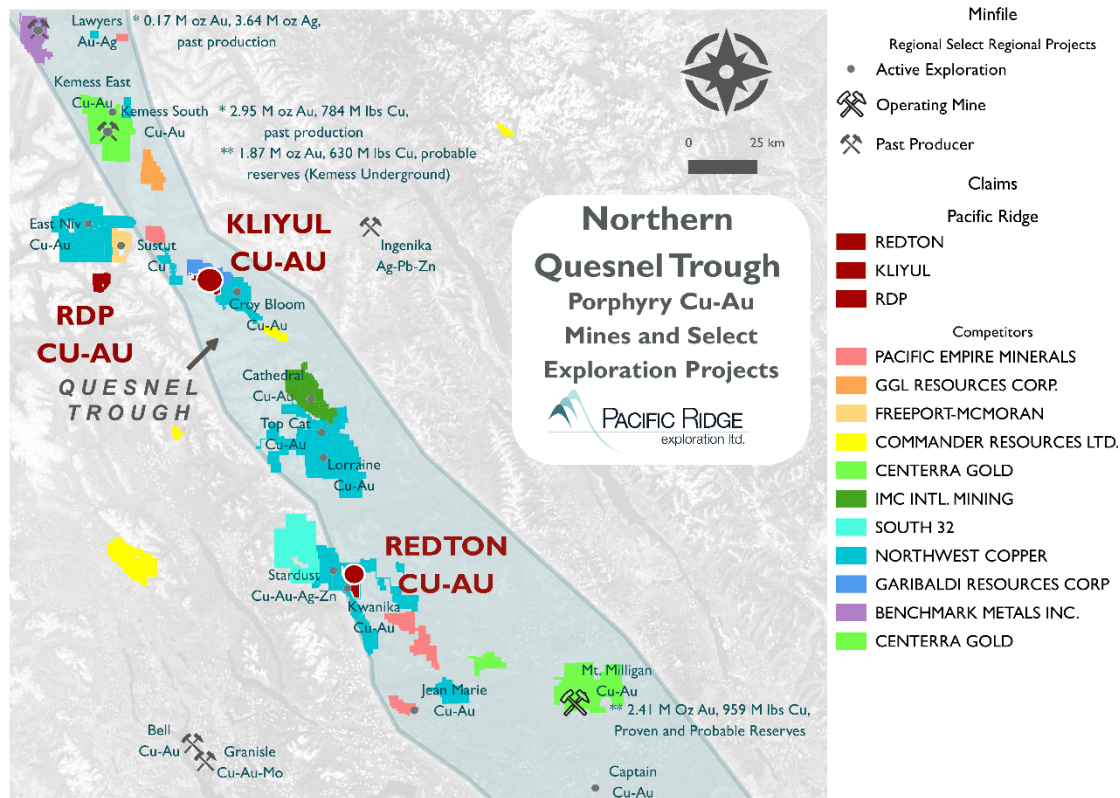 Lawyers
Au-Ag
* 0.17 M oz Au, 3.64 M oz Ag,
past production
Kemess East
Cu-Au
Kemess South
Cu-Au
* 2.95 M oz Au, 784 M lbs Cu,
past production
** 1.87 M oz Au, 630 M lbs Cu, probable
reserves (Kemess Underground)
0 25 km
East Niv
Cu-Au
Sustut
Cu
KLIYUL
CU-AU
Ingenika
Ag-Pb-Zn
Croy Bloom
Cu-Au
RDP
CU-AU
QUESNEL
TROUGH
Cathedral
Cu-Au
Top Cat
Cu-Au
Lorraine
Cu-Au
Northern
Quesnel Trough
Porphyry Cu-Au
Mines and Select
Exploration Projects
PACIFIC RIDGE
exploration ltd.
REDTON
CU-AU
Stardust
Cu-Au-Ag-Zn
Kwanika
Cu-Au
Jean Marie
Cu-Au
Mt. Milligan
Cu-Au
** 2.41 M Oz Au, 959 M lbs Cu,
Proven and Probable Reserves
Bell
Cu-Au
Granisle
Cu-Au-Mo
Captain
Cu-Au
Minfile
Regional Select Regional Projects
Active Exploration
Operating Mine
Past Producer
Claims
Pacific Ridge
REDTON
KLIYUL
RDP
Competitors
PACIFIC EMPIRE MINERALS
GGL RESOURCES CORP.
FREEPORT-MCMORAN
COMMANDER RESOURCES LTD.
CENTERRA GOLD
IMC INTL. MINING
SOUTH 32
NORTHWEST COPPER
GARIBALDI RESOURCES CORP
BENCHMARK METALS INC.
CENTERRA GOLD